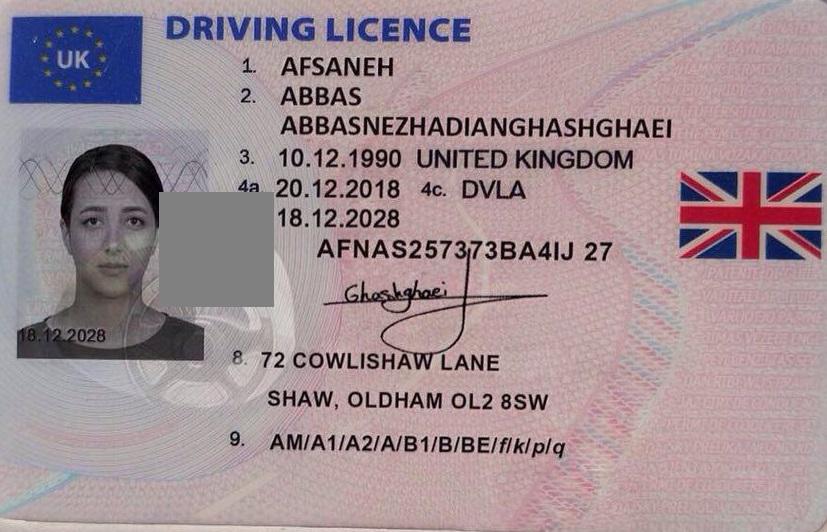 UK
DRIVING LICENCE
1. AFSANEH
2. ABBAS
ABBASNEZHADIANGHASHGHAEI
3. 10.12.1990 UNITED KINGDOM
4a 20.12.2018 4c. DVLA
18.12.2028
AFNAS257373BA4IJ 27
Ghashghaei
18.12.2028
8. 72 COWLISHAW LANE
SHAW, OLDHAM OL2 8SW
9. AM/A1/A2/A/B1/B/BE/f/k/p/q